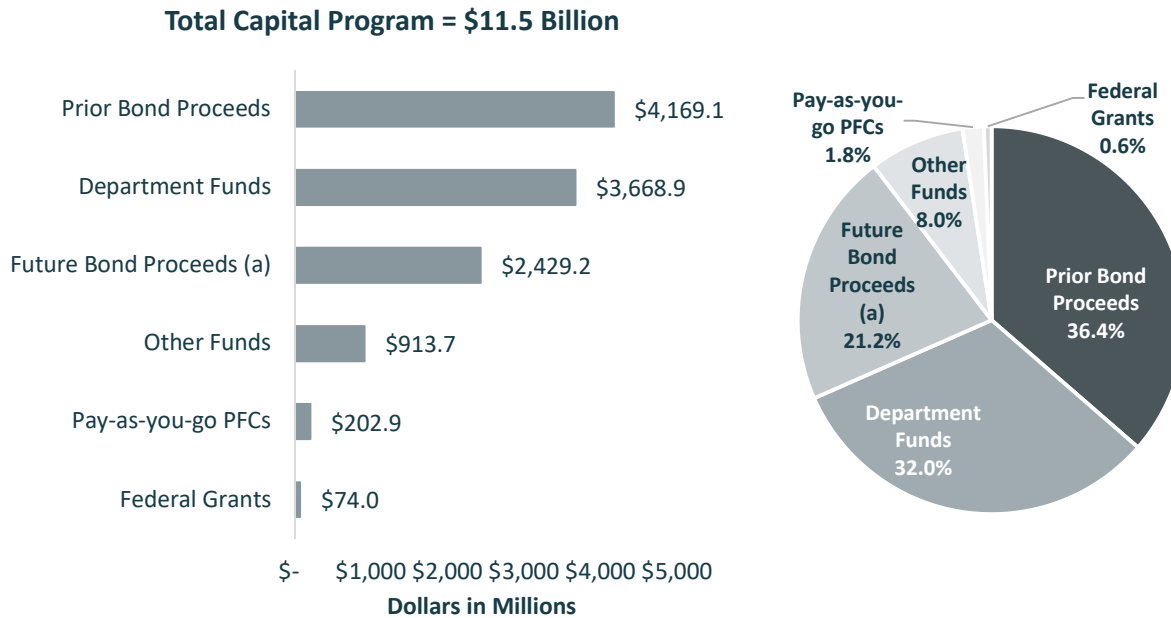 Total Capital Program = $11.5 Billion
Prior Bond Proceeds
$4,169.1
Department Funds
$3,668.9
Future Bond Proceeds (a)
$2,429.2
Other Funds
$913.7
Pay-as-you-go PFCs
$202.9
Federal Grants
$74.0
$-
$1,000 $2,000 $3,000 $4,000 $5,000
Dollars in Millions
Pay-as-you-
go PFCs
1.8%
Federal
Grants
0.6%
Other
Funds
8.0%
Future
Bond
Proceeds
(a)
21.2%
Prior Bond
Proceeds
36.4%
Department
Funds
32.0%